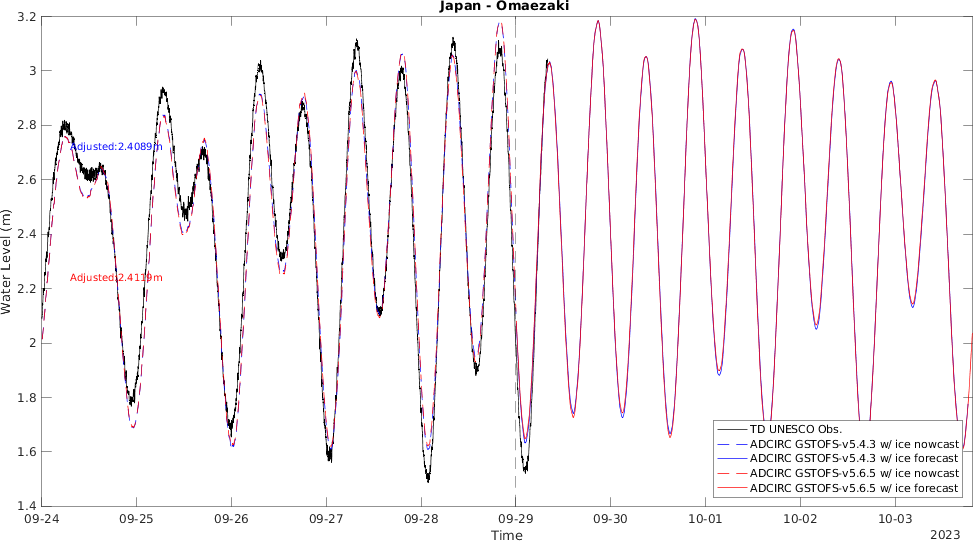 Japan - Omaezaki
3.2
3
2.8
2.6
2.4
2.2
2
1.8
1.6
1.4
Water Level (m)
Adjusted:2.4089m
Adjusted:2.4119m
TD UNESCO Obs.
ADCIRC GSTOFS-v5.4.3 w/ ice nowcast
ADCIRC GSTOFS-v5.4.3 w/ ice forecast
ADCIRC GSTOFS-v5.6.5 w/ ice nowcast
ADCIRC GSTOFS-v5.6.5 w/ ice forecast
09-24 09-25 09-26 09-27 09-28 09-29 09-30 10-01 10-02 10-03
Time
2023